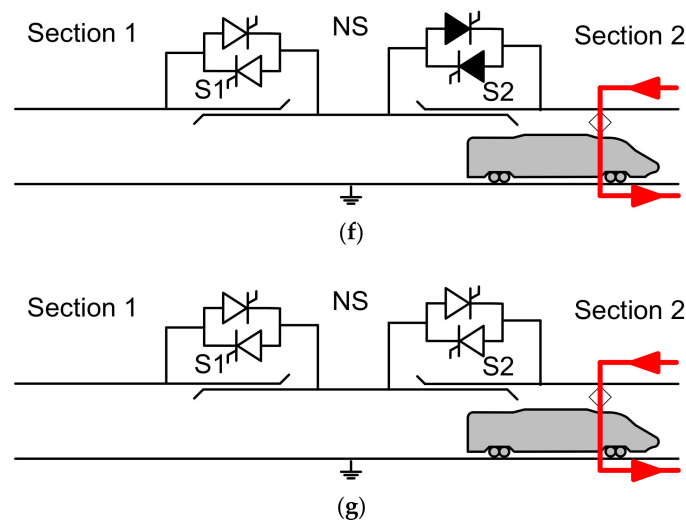 Section 1 NS Section 2
S1 S2
(f)
Section 1 NS Section 2
S1 S2
(g)